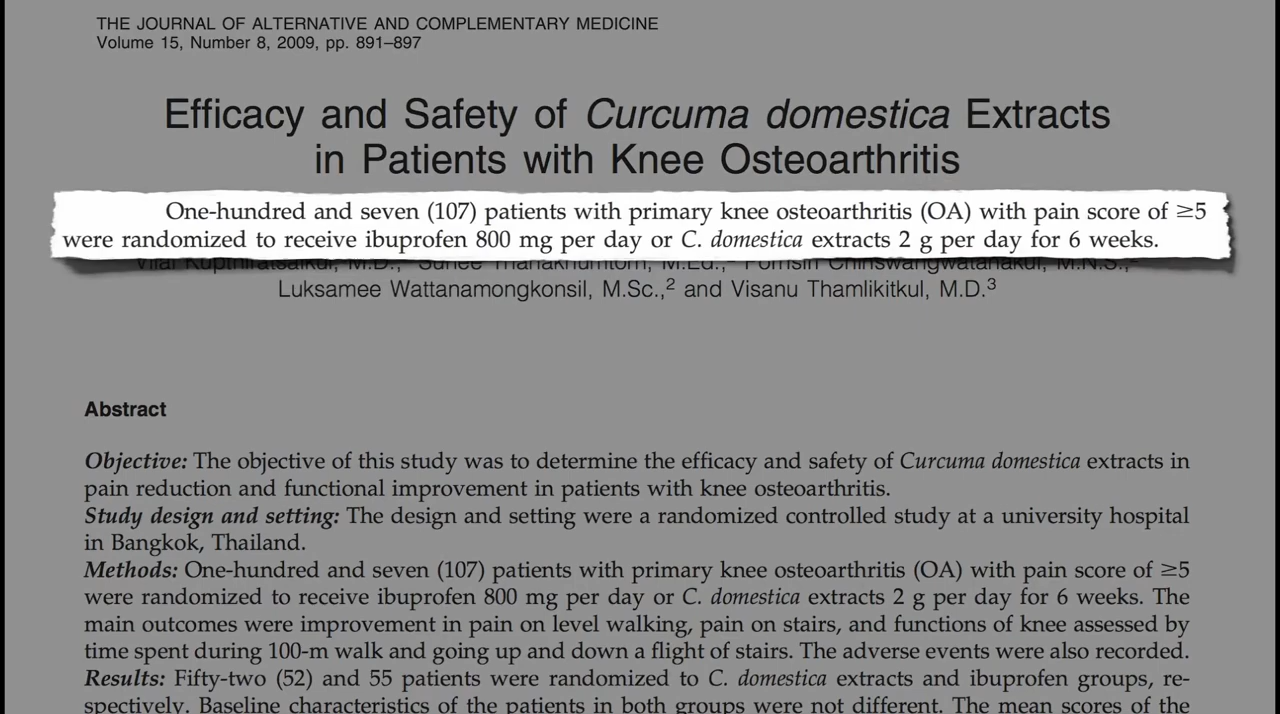 THE JOURNAL OF ALTERNATIVE AND COMPLEMENTARY MEDICINE
Volume 15, Number 8, 2009, pp. 891–897
Efficacy and Safety of Curcuma domestica Extracts
in Patients with Knee Osteoarthritis
One-hundred and seven (107) patients with primary knee osteoarthritis (OA) with pain score of ≥5
were randomized to receive ibuprofen 800 mg per day or C. domestica extracts 2 g per day for 6 weeks.
Vilai Kuptniratsaikul, M.D., Sunee Thanakhumtorn, M.Ed., Pornsiri Chinswangwatanakul, M.N.S.,
Luksamee Wattanamongkonsil, M.Sc.,² and Visanu Thamlikitkul, M.D.³
Abstract
Objective: The objective of this study was to determine the efficacy and safety of Curcuma domestica extracts in
pain reduction and functional improvement in patients with knee osteoarthritis.
Study design and setting: The design and setting were a randomized controlled study at a university hospital
in Bangkok, Thailand.
Methods: One-hundred and seven (107) patients with primary knee osteoarthritis (OA) with pain score of ≥5
were randomized to receive ibuprofen 800 mg per day or C. domestica extracts 2 g per day for 6 weeks. The
main outcomes were improvement in pain on level walking, pain on stairs, and functions of knee assessed by
time spent during 100-m walk and going up and down a flight of stairs. The adverse events were also recorded.
Results: Fifty-two (52) and 55 patients were randomized to C. domestica extracts and ibuprofen groups, re-
spectively. Baseline characteristics of the patients in both groups were not different. The mean scores of the